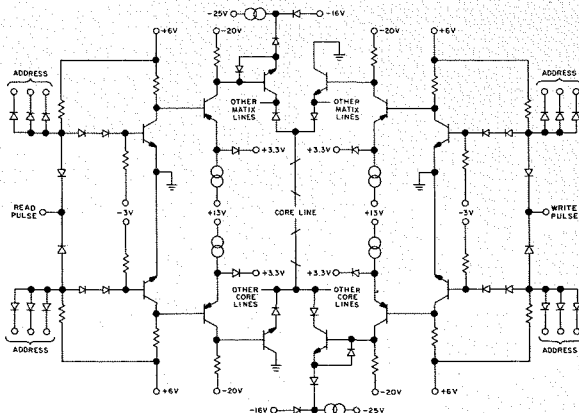 -25V
-16V
+6V
-20V
-20V
+6V
ADDRESS
ADDRESS
OTHER
MATIX
LINES
OTHER
MATIX
LINES
+3.3V
+3.3V
READ
PULSE
-3V
+13V
CORE LINE
+15V
-3V
WRITE
PULSE
+3.3V
+3.3V
OTHER
CORE
LINES
OTHER
CORE
LINES
ADDRESS
ADDRESS
+6V
-20V
-20V
+6V
-16V
-25V